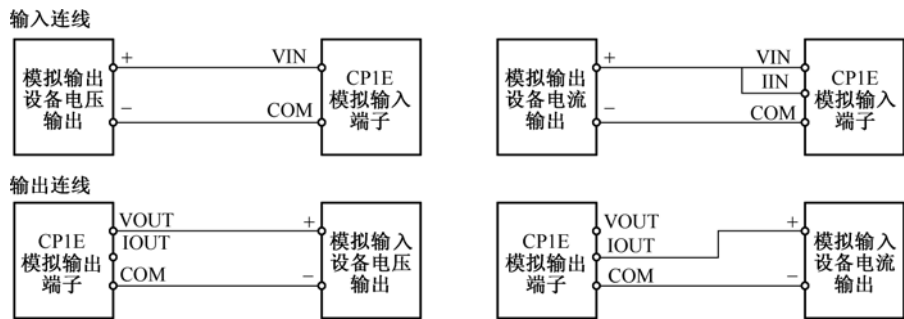 输入连线
+
VIN
模拟输出
设备电压
输出
−
COM
CP1E
模拟输入
端子
+
VIN
IIN
模拟输出
设备电流
输出
−
COM
CP1E
模拟输入
端子
输出连线
VOUT
IOUT
COM
CP1E
模拟输出
端子
+
−
模拟输入
设备电压
输出
VOUT
IOUT
COM
CP1E
模拟输出
端子
+
−
模拟输入
设备电流
输出